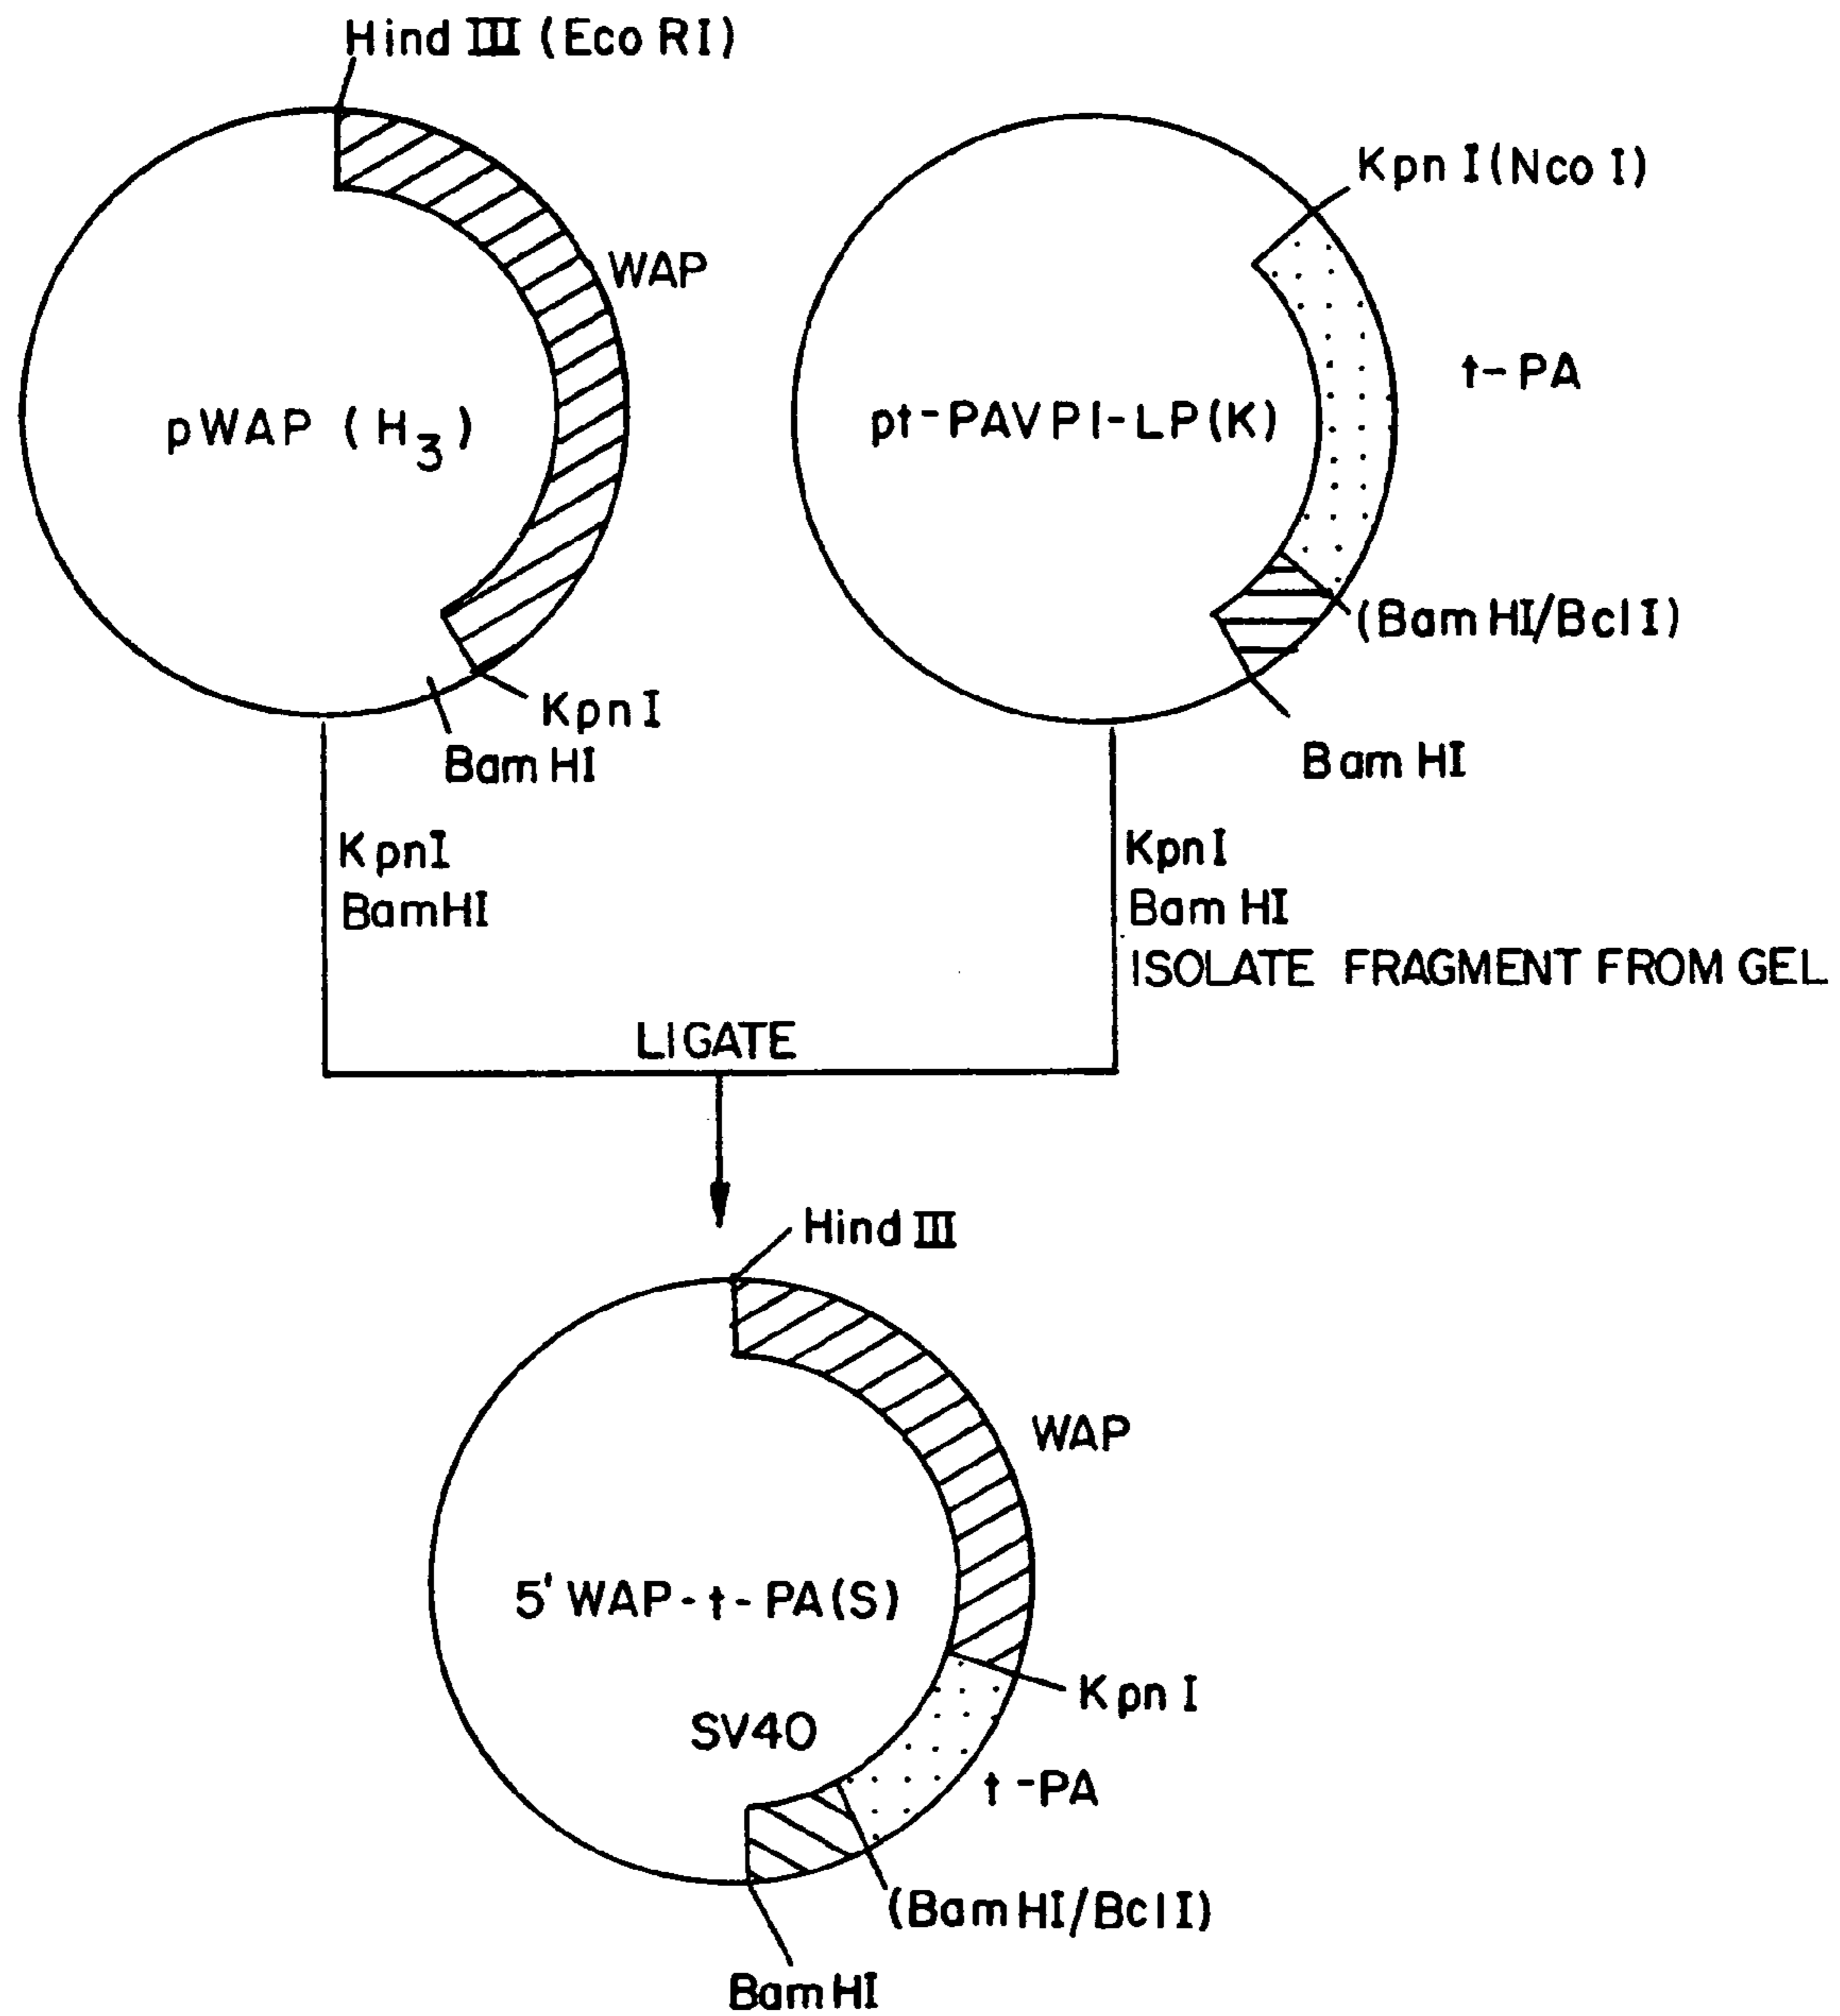 Hind III (Eco RI)
WAP
pWAP (H3)
Kpn I
Bam HI
Kpn I (Nco I)
t-PA
pt-PAVPI-LP(K)
(Bam HI/Bcl I)
Bam HI
KpnI
BamHI
KpnI
Bam HI
ISOLATE FRAGMENT FROM GEL
LIGATE
Hind III
WAP
5' WAP-t-PA(S)
Kpn I
SV40
t-PA
(Bam HI/Bcl I)
Bam HI